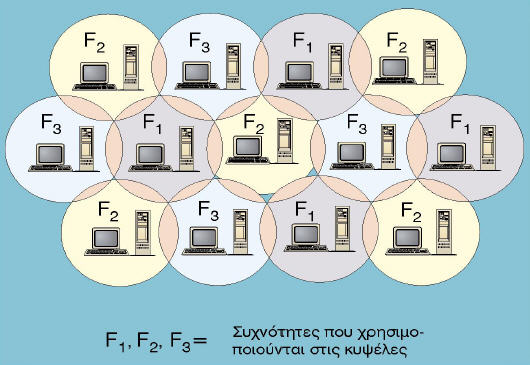 F₂ F₃ F₁ F₂
F₃ F₁ F₂ F₃ F₁
F₂ F₃ F₁ F₂
F₁, F₂, F₃ = Συχνότητες που χρησιμο-
ποιούνται στις κυψέλες